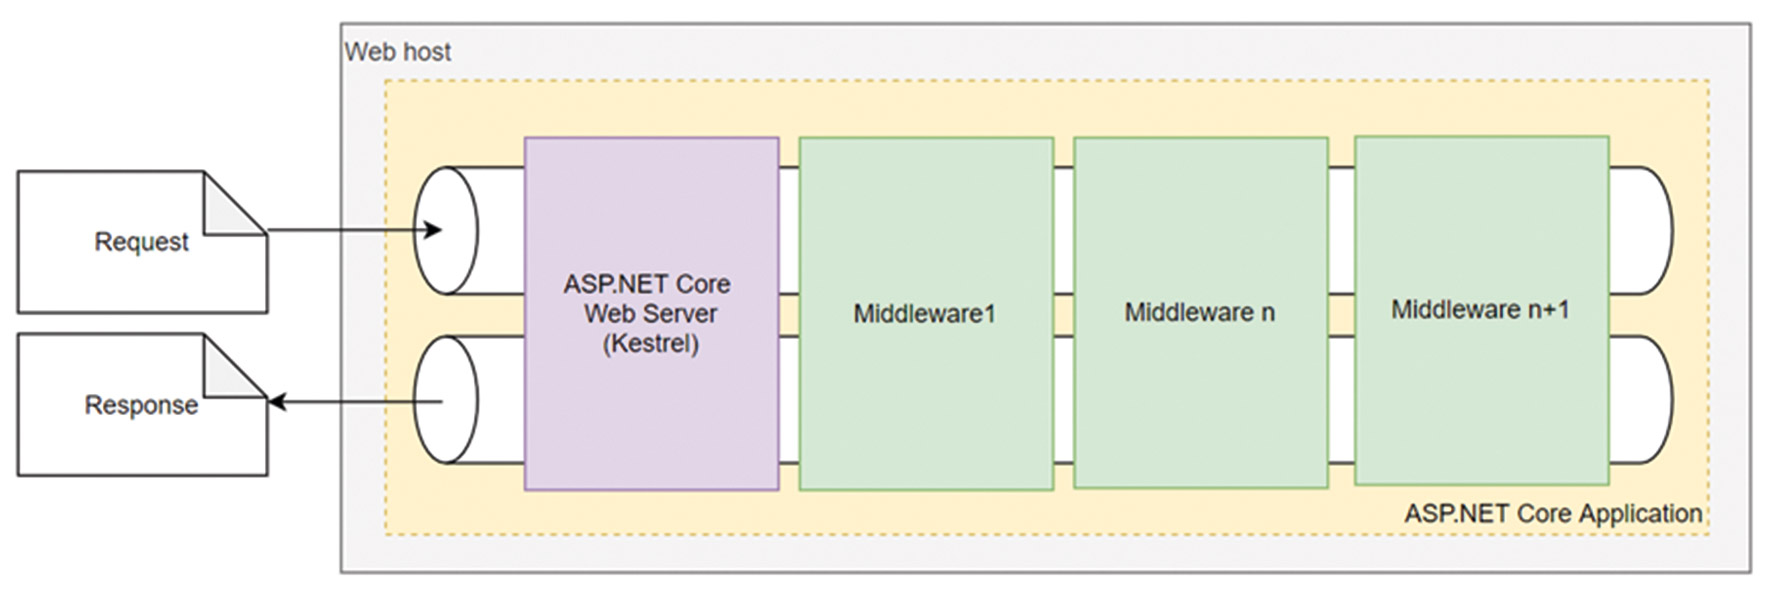 Web host
Request
Response
ASP.NET Core
Web Server
(Kestrel)
Middleware1
Middleware n
Middleware n+1
ASP.NET Core Application